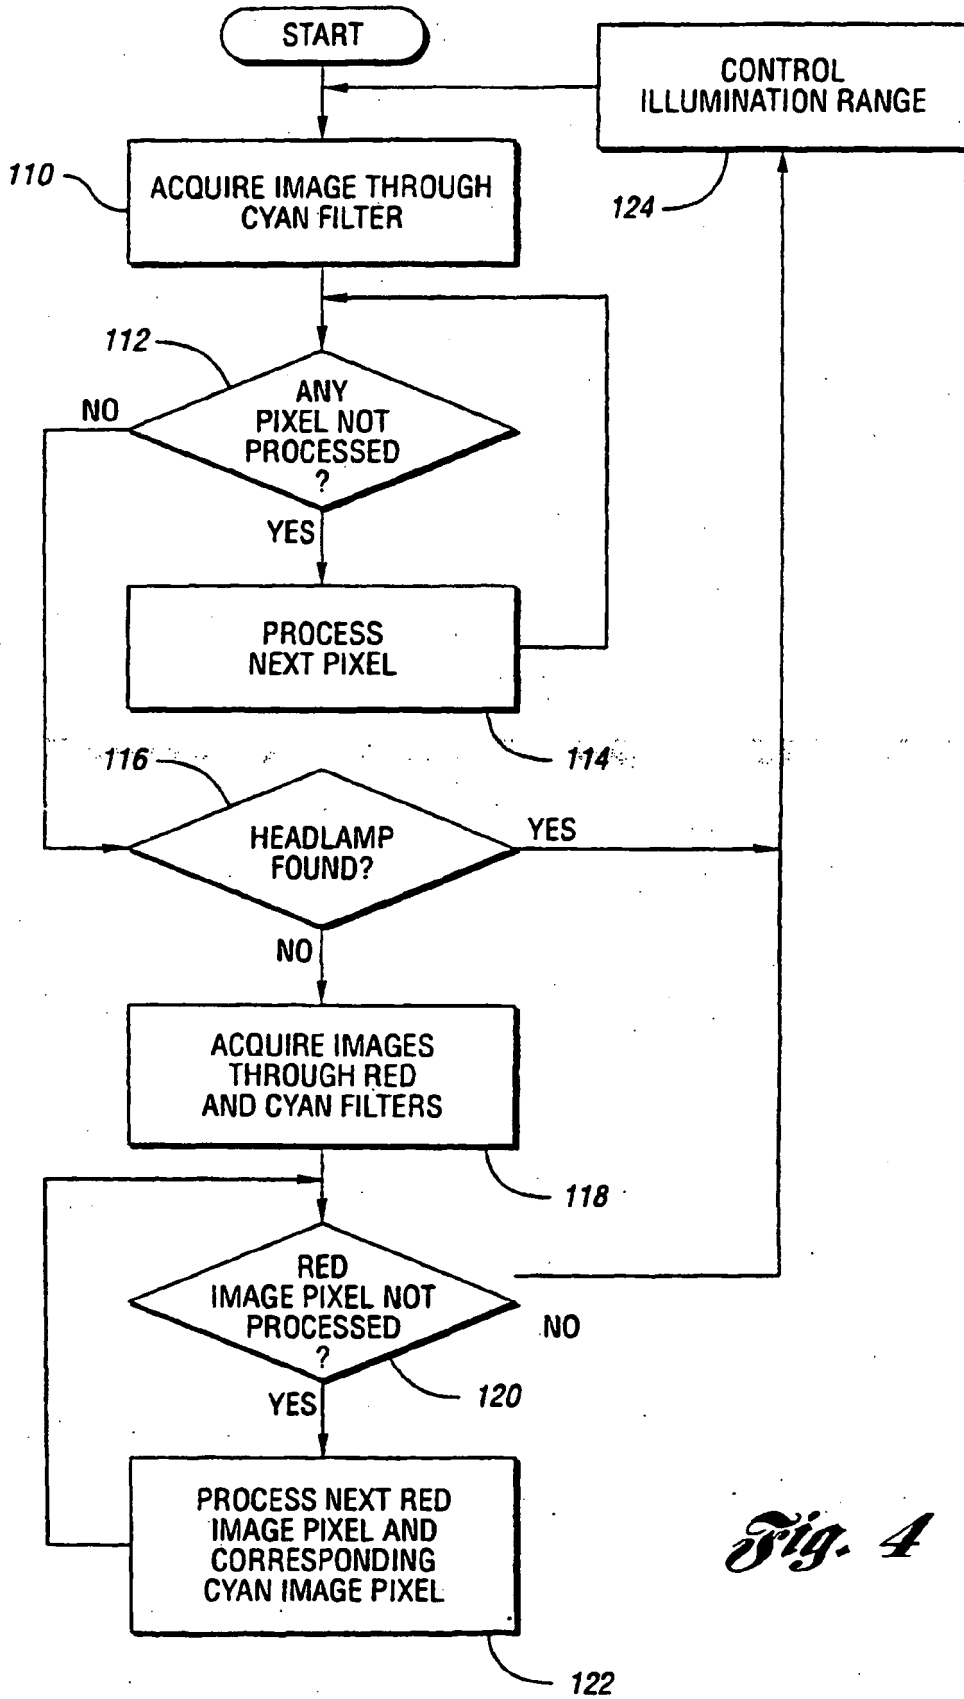 START
CONTROL
ILLUMINATION RANGE
124
110
ACQUIRE IMAGE THROUGH
CYAN FILTER
112
ANY
PIXEL NOT
PROCESSED
?
NO
YES
PROCESS
NEXT PIXEL
114
116
HEADLAMP
FOUND?
YES
NO
ACQUIRE IMAGES
THROUGH RED
AND CYAN FILTERS
118
RED
IMAGE PIXEL NOT
PROCESSED
?
NO
120
YES
PROCESS NEXT RED
IMAGE PIXEL AND
CORRESPONDING
CYAN IMAGE PIXEL
122
Fig. 4